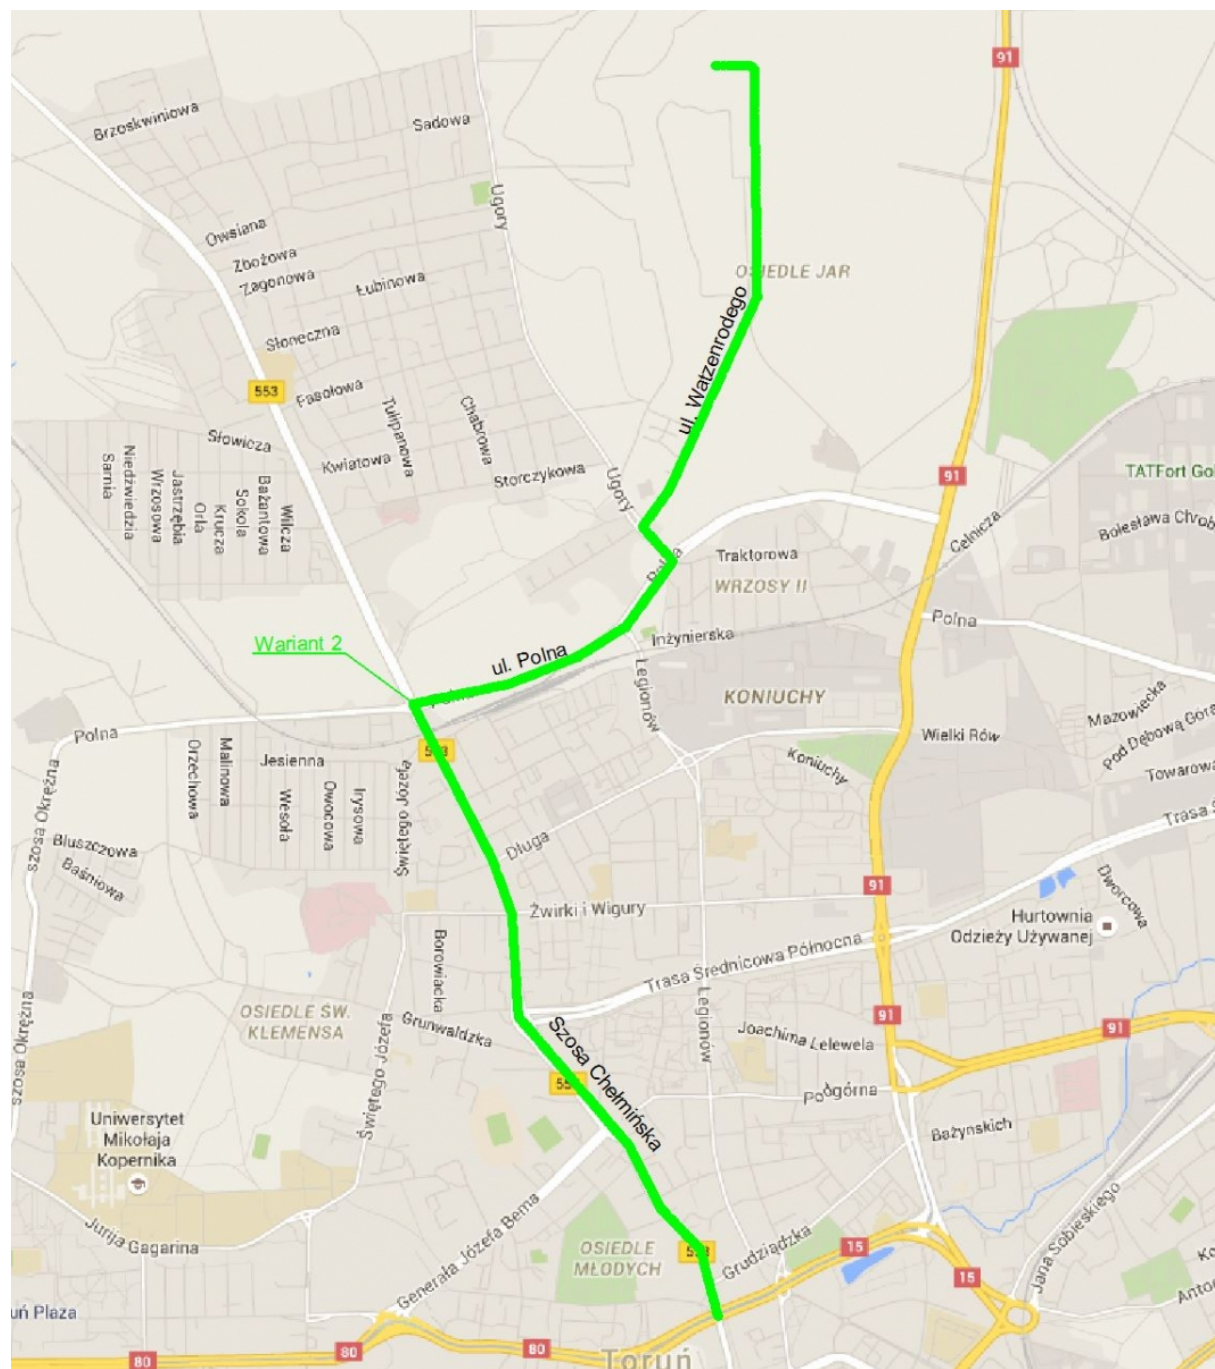 91
Brzoskwiniowa
Sadowa
Ugory
Owsiana
Zbożowa
Zagonowa
Łubinowa
OSIEDLE JAR
ul. Watzenrodego
Słoneczna
553
Fasolowa
Tulipanowa
Chabrowa
Słowicza
Kwiatowa
Storczykowa
Ugory
91
TATFort Gol
Sarnia
Niedźwiedzia
Wrzosowa
Jastrzębia
Orla
Krucza
Sokola
Bażantowa
Wilcza
Celnicza
Bolesława Chrob
Polna
Traktorowa
WRZOSY II
Polna
Inżynierska
Wariant 2
ul. Polna
Legionów
KONIUCHY
Mazowiecka
Pod Dębową Górą
Polna
Wielki Rów
Koniuchy
Towarowa
Orzechowa
Malinowa
Jesienna
Wesoła
Owocowa
Irysowa
Świętego Józefa
553
szosa Okrężna
Trasa Ś
Bluszczowa
Baśniowa
Długa
91
Dworcowa
Żwirki i Wigury
Hurtownia
Odzieży Używanej
Borowiacka
Trasa Średnicowa Północna
szosa Okrężna
OSIEDLE ŚW.
KLEMENSA
Grunwaldzka
Szosa Chełmińska
Legionów
91
91
Joachima Lelewela
Świętego Józefa
Podgórna
Bażynskich
Uniwersytet
Mikołaja
Kopernika
Jurija Gagarina
Generała Józefa Bema
OSIEDLE
MŁODYCH
553
Grudziądzka
15
15
Jana Sobieskiego
uń Plaza
80
80
80
Toruń